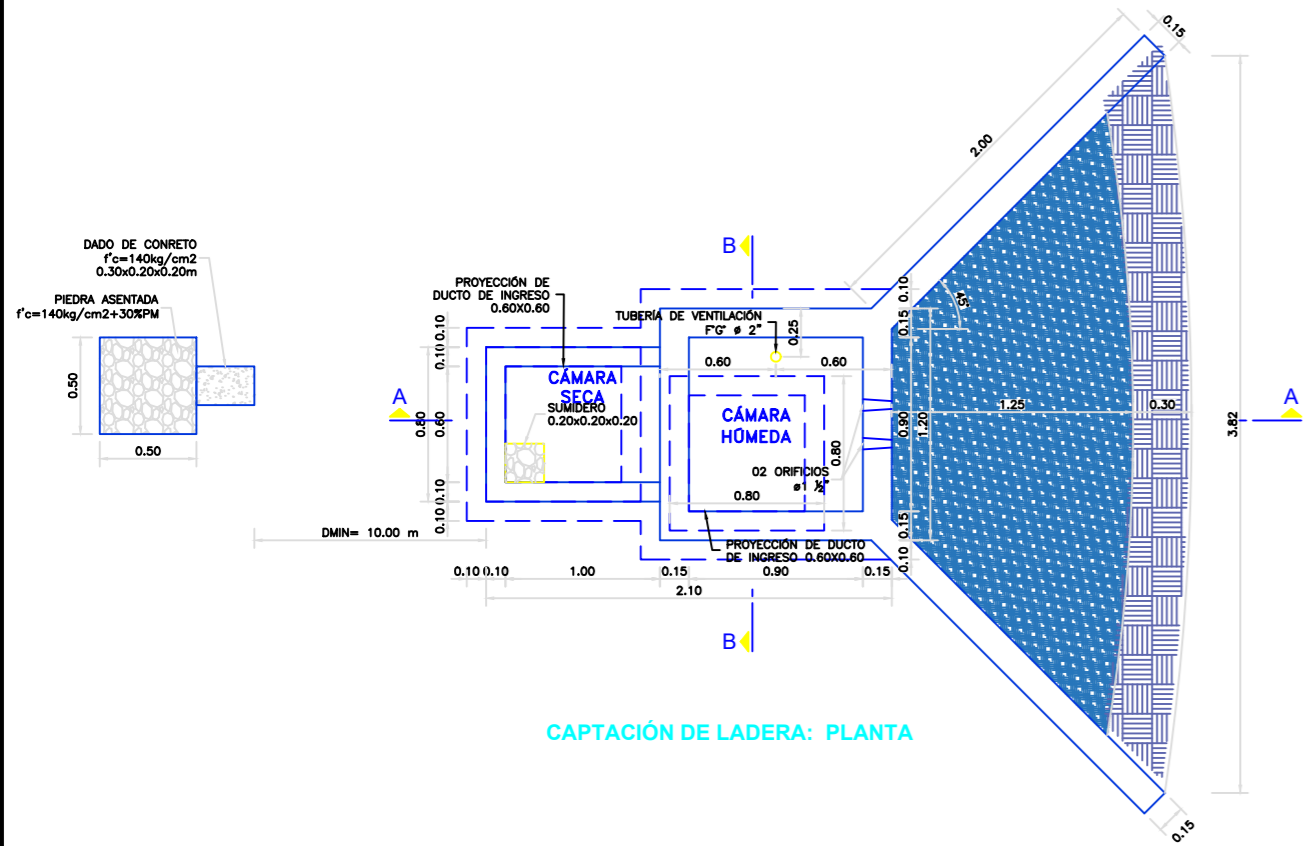 0.15
2.00
DADO DE CONRETO
f'c=140kg/cm2
0.30x0.20x0.20m
PIEDRA ASENTADA
f'c=140kg/cm2+30%PM
0.50
0.50
DMIN= 10.00 m
PROYECCIÓN DE
DUCTO DE INGRESO
0.60X0.60
B
TUBERÍA DE VENTILACIÓN
F'G' ø 2"
0.25
0.10
0.15
45°
0.60
0.60
0.10
0.10
0.80
0.60
0.10
0.10
A
CÁMARA
SECA
SUMIDERO
0.20x0.20x0.20
CÁMARA
HÚMEDA
0.80
0.80
02 ORIFICIOS
ø1 ½"
0.90
1.20
1.25
0.30
3.82
A
0.15
0.10
PROYECCIÓN DE DUCTO
DE INGRESO 0.60X0.60
0.10
0.10
1.00
0.15
0.90
0.15
2.10
B
CAPTACIÓN DE LADERA: PLANTA
0.15